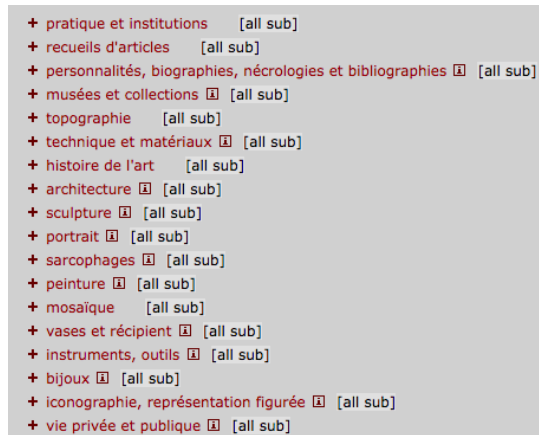 + pratique et institutions [all sub]
+ recueils d'articles [all sub]
+ personnalités, biographies, nécrologies et bibliographies i [all sub]
+ musées et collections i [all sub]
+ topographie [all sub]
+ technique et matériaux i [all sub]
+ histoire de l'art [all sub]
+ architecture i [all sub]
+ sculpture i [all sub]
+ portrait i [all sub]
+ sarcophages i [all sub]
+ peinture i [all sub]
+ mosaïque [all sub]
+ vases et récipient i [all sub]
+ instruments, outils i [all sub]
+ bijoux i [all sub]
+ iconographie, représentation figurée i [all sub]
+ vie privée et publique i [all sub]